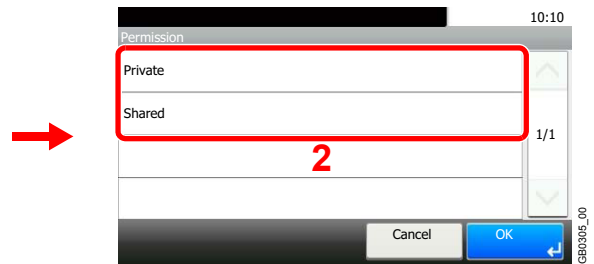 10:10
Permission
Private
Shared
1/1
2
Cancel
OK
GB0305_00